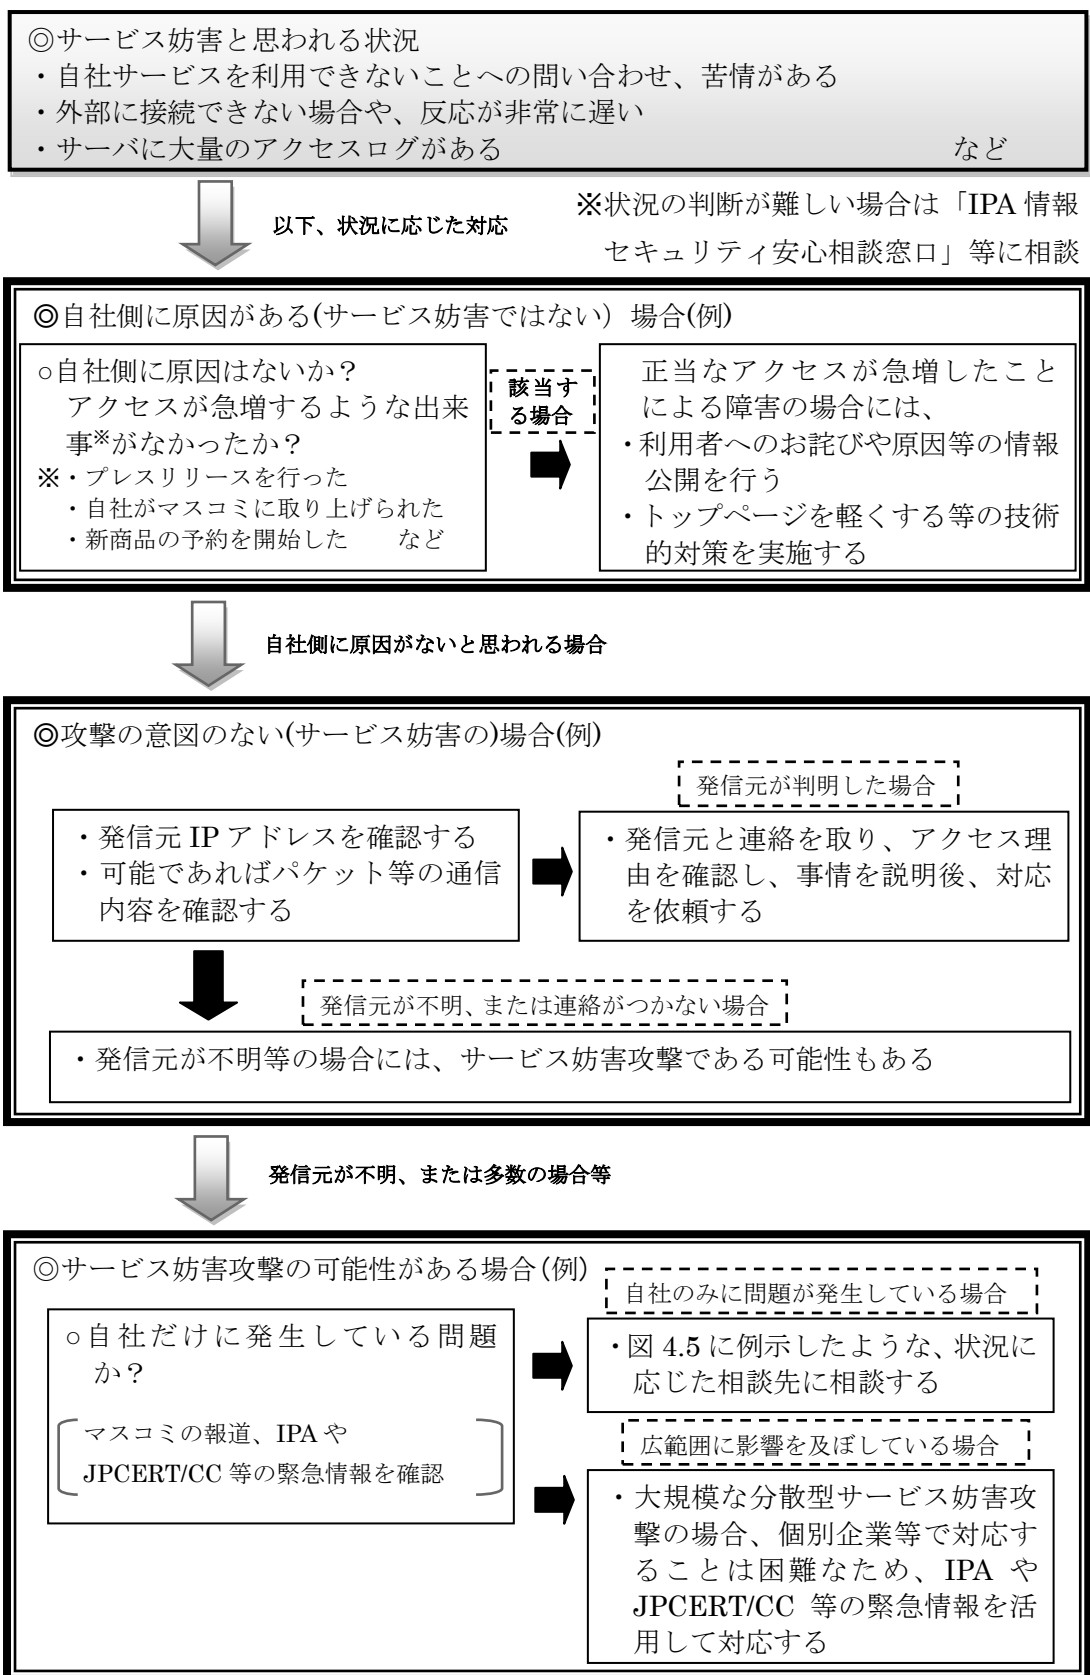 ◎サービス妨害と思われる状況
・自社サービスを利用できないことへの問い合わせ、苦情がある
・外部に接続できない場合や、反応が非常に遅い
・サーバに大量のアクセスログがある　など
以下、状況に応じた対応
※状況の判断が難しい場合は「IPA 情報
セキュリティ安心相談窓口」等に相談
◎自社側に原因がある(サービス妨害ではない）場合(例)
○自社側に原因はないか？
アクセスが急増するような出来
事※がなかったか？
※・プレスリリースを行った
・自社がマスコミに取り上げられた
・新商品の予約を開始した　など
該当す
る場合
正当なアクセスが急増したこと
による障害の場合には、
・利用者へのお詫びや原因等の情報
公開を行う
・トップページを軽くする等の技術
的対策を実施する
自社側に原因がないと思われる場合
◎攻撃の意図のない(サービス妨害の)場合(例)
・発信元 IP アドレスを確認する
・可能であればパケット等の通信
内容を確認する
発信元が判明した場合
・発信元と連絡を取り、アクセス理
由を確認し、事情を説明後、対応
を依頼する
発信元が不明、または連絡がつかない場合
・発信元が不明等の場合には、サービス妨害攻撃である可能性もある
発信元が不明、または多数の場合等
◎サービス妨害攻撃の可能性がある場合(例)
○自社だけに発生している問題
か？
マスコミの報道、IPA や
JPCERT/CC 等の緊急情報を確認
自社のみに問題が発生している場合
・図 4.5 に例示したような、状況に
応じた相談先に相談する
広範囲に影響を及ぼしている場合
・大規模な分散型サービス妨害攻
撃の場合、個別企業等で対応す
ることは困難なため、IPA や
JPCERT/CC 等の緊急情報を活
用して対応する